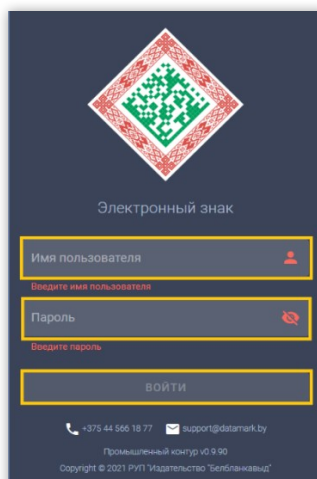 Электронный знак
Имя пользователя
Введите имя пользователя
Пароль
Введите пароль
ВОЙТИ
+375 44 566 18 77 support@datamark.by
Промышленный контур v0.9.90
Copyright © 2021 РУП "Издательство "Белбланкавыд"